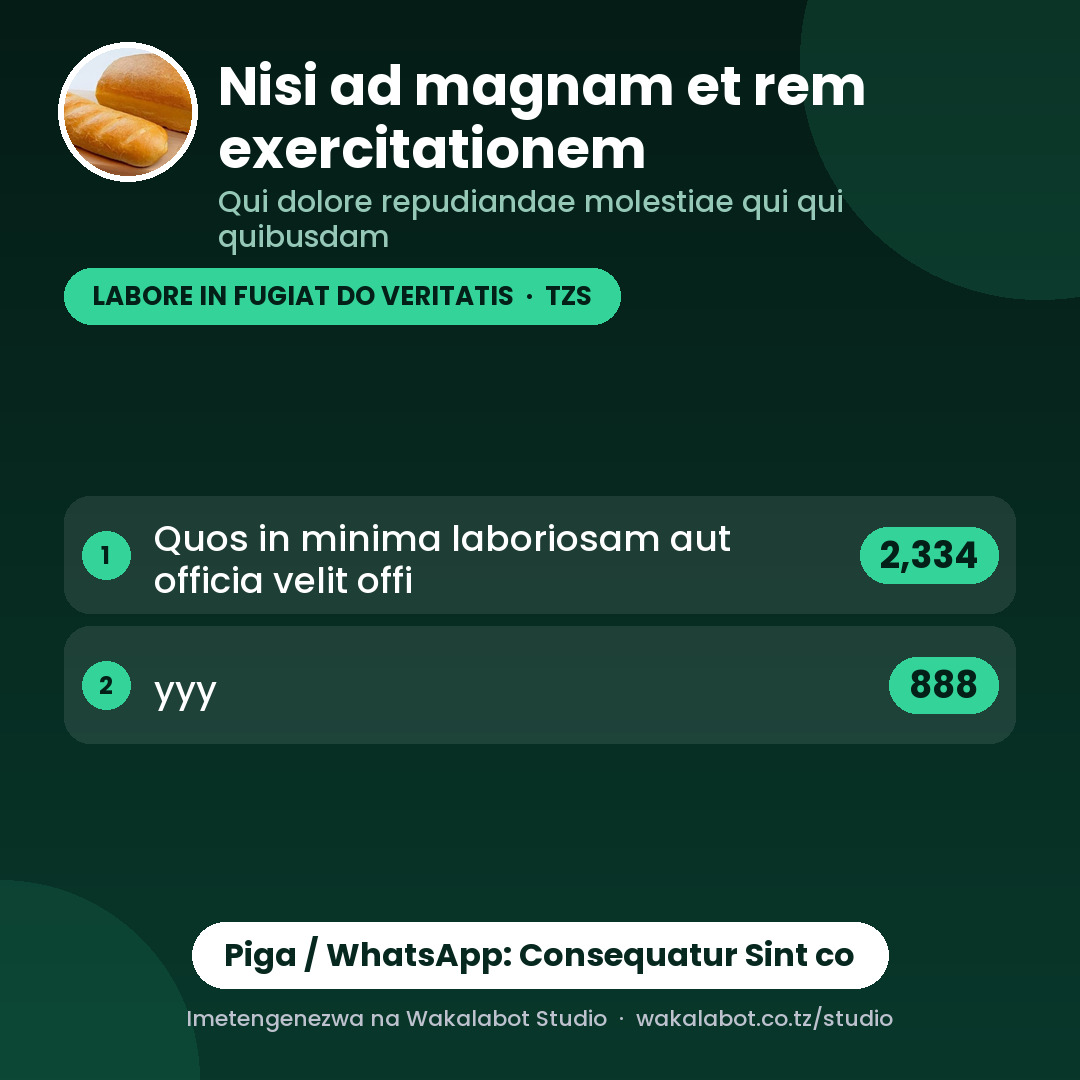 Nisi ad magnam et rem
exercitationem
Qui dolore repudiandae molestiae qui qui
quibusdam
LABORE IN FUGIAT DO VERITATIS · TZS
1 Quos in minima laboriosam aut
officia velit offi 2,334
2 yyy 888
Piga / WhatsApp: Consequatur Sint co
Imetengenezwa na Wakalabot Studio · wakalabot.co.tz/studio